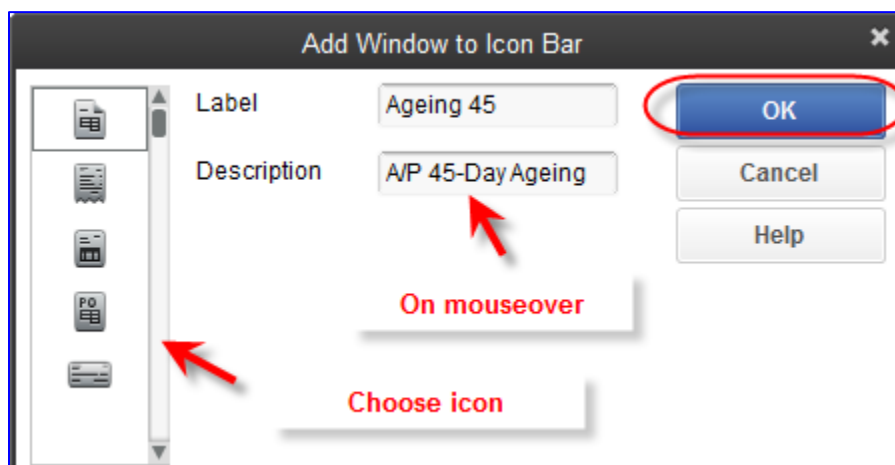 Add Window to Icon Bar
Label
Ageing 45
OK
Description
A/P 45-Day Ageing
Cancel
Help
PO
On mouseover
Choose icon